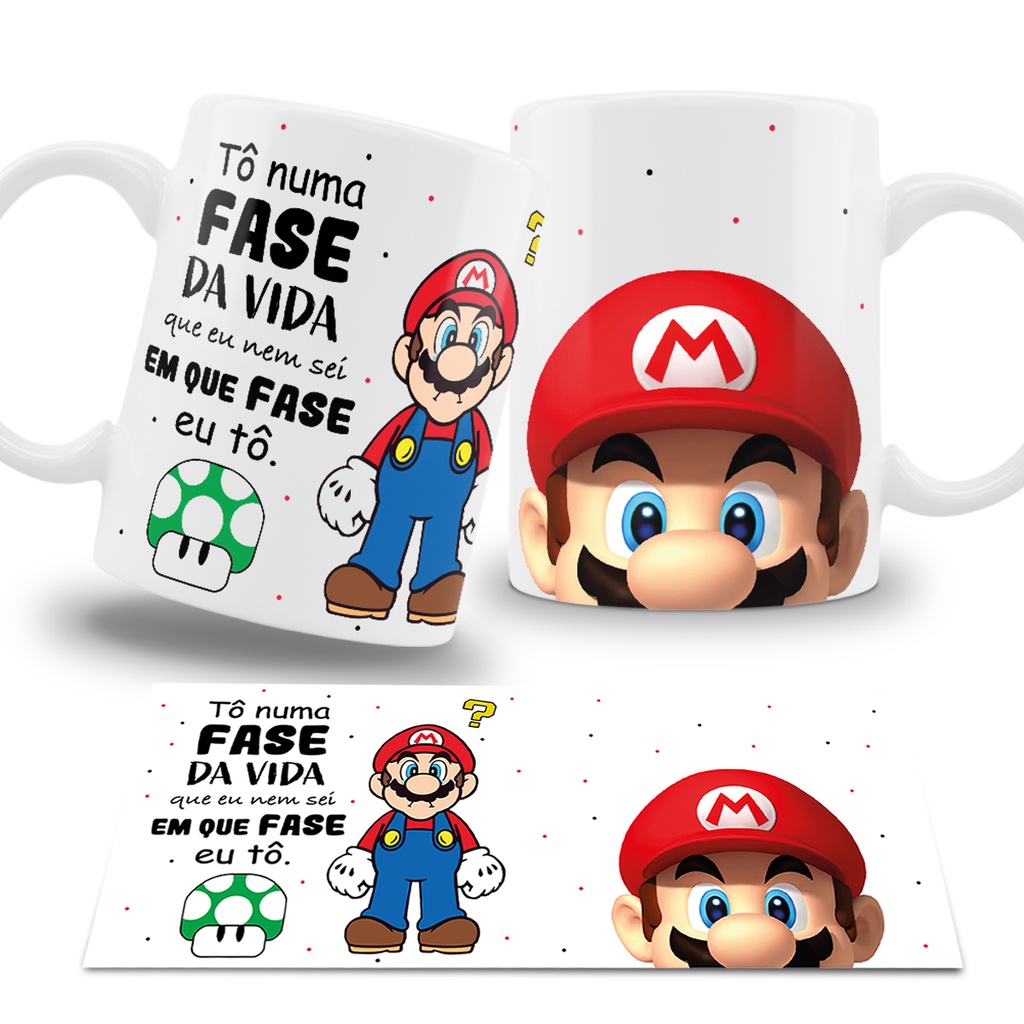 Tô numa
FASE
DA VIDA
que eu nem sei
EM QUE FASE
eu tô.
M
?
M
Tô numa
FASE
DA VIDA
que eu nem sei
EM QUE FASE
eu tô.
?
M
M